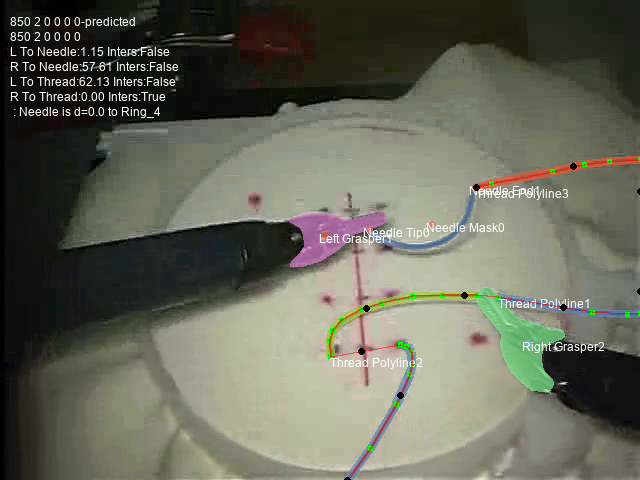 850 2 0 0 0 0-predicted
850 2 0 0 0 0
L To Needle:1.15 Inters:False
R To Needle:57.61 Inters:False
L To Thread:62.13 Inters:False
R To Thread:0.00 Inters:True
: Needle is d=0.0 to Ring_4
Needle End1
Thread Polyline3
Left Grasper1
Needle Tip0
Needle Mask0
Thread Polyline1
Right Grasper2
Thread Polyline2